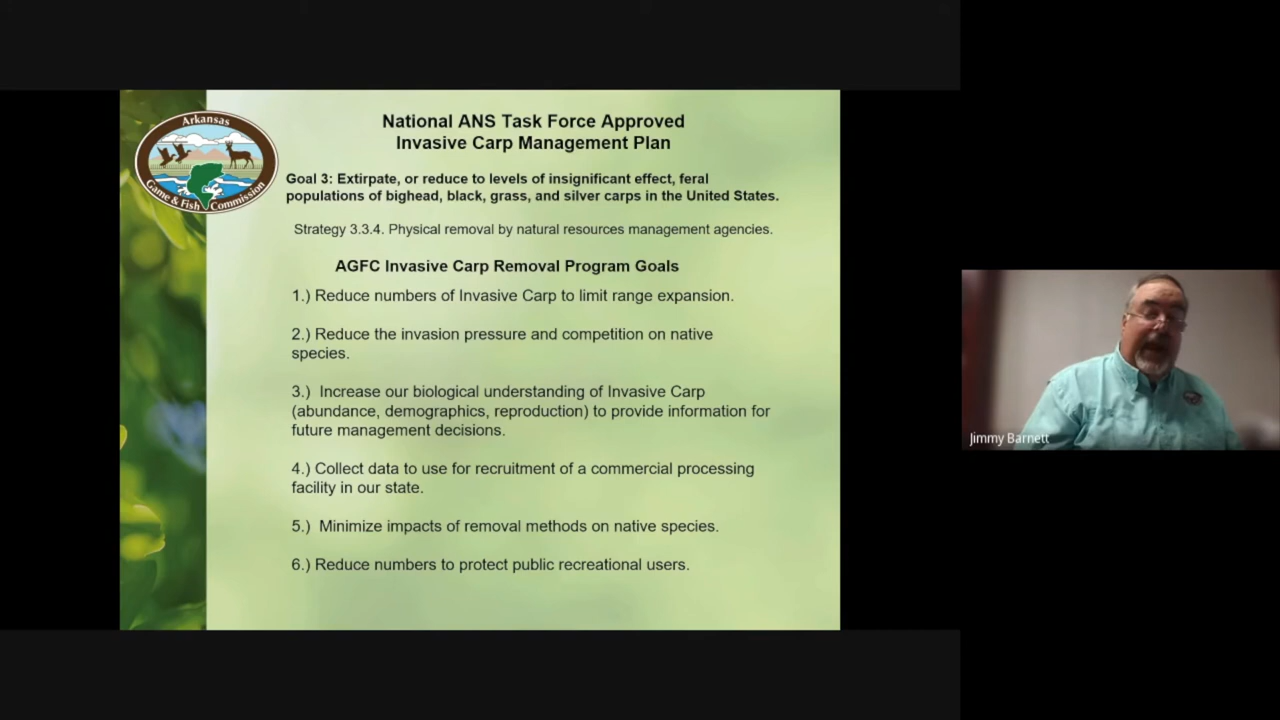 Arkansas
Game & Fish Commission
National ANS Task Force Approved
Invasive Carp Management Plan
Goal 3: Extirpate, or reduce to levels of insignificant effect, feral
populations of bighead, black, grass, and silver carps in the United States.
Strategy 3.3.4. Physical removal by natural resources management agencies.
AGFC Invasive Carp Removal Program Goals
1.) Reduce numbers of Invasive Carp to limit range expansion.
2.) Reduce the invasion pressure and competition on native
species.
3.) Increase our biological understanding of Invasive Carp
(abundance, demographics, reproduction) to provide information for
future management decisions.
4.) Collect data to use for recruitment of a commercial processing
facility in our state.
5.) Minimize impacts of removal methods on native species.
6.) Reduce numbers to protect public recreational users.
Jimmy Barnett